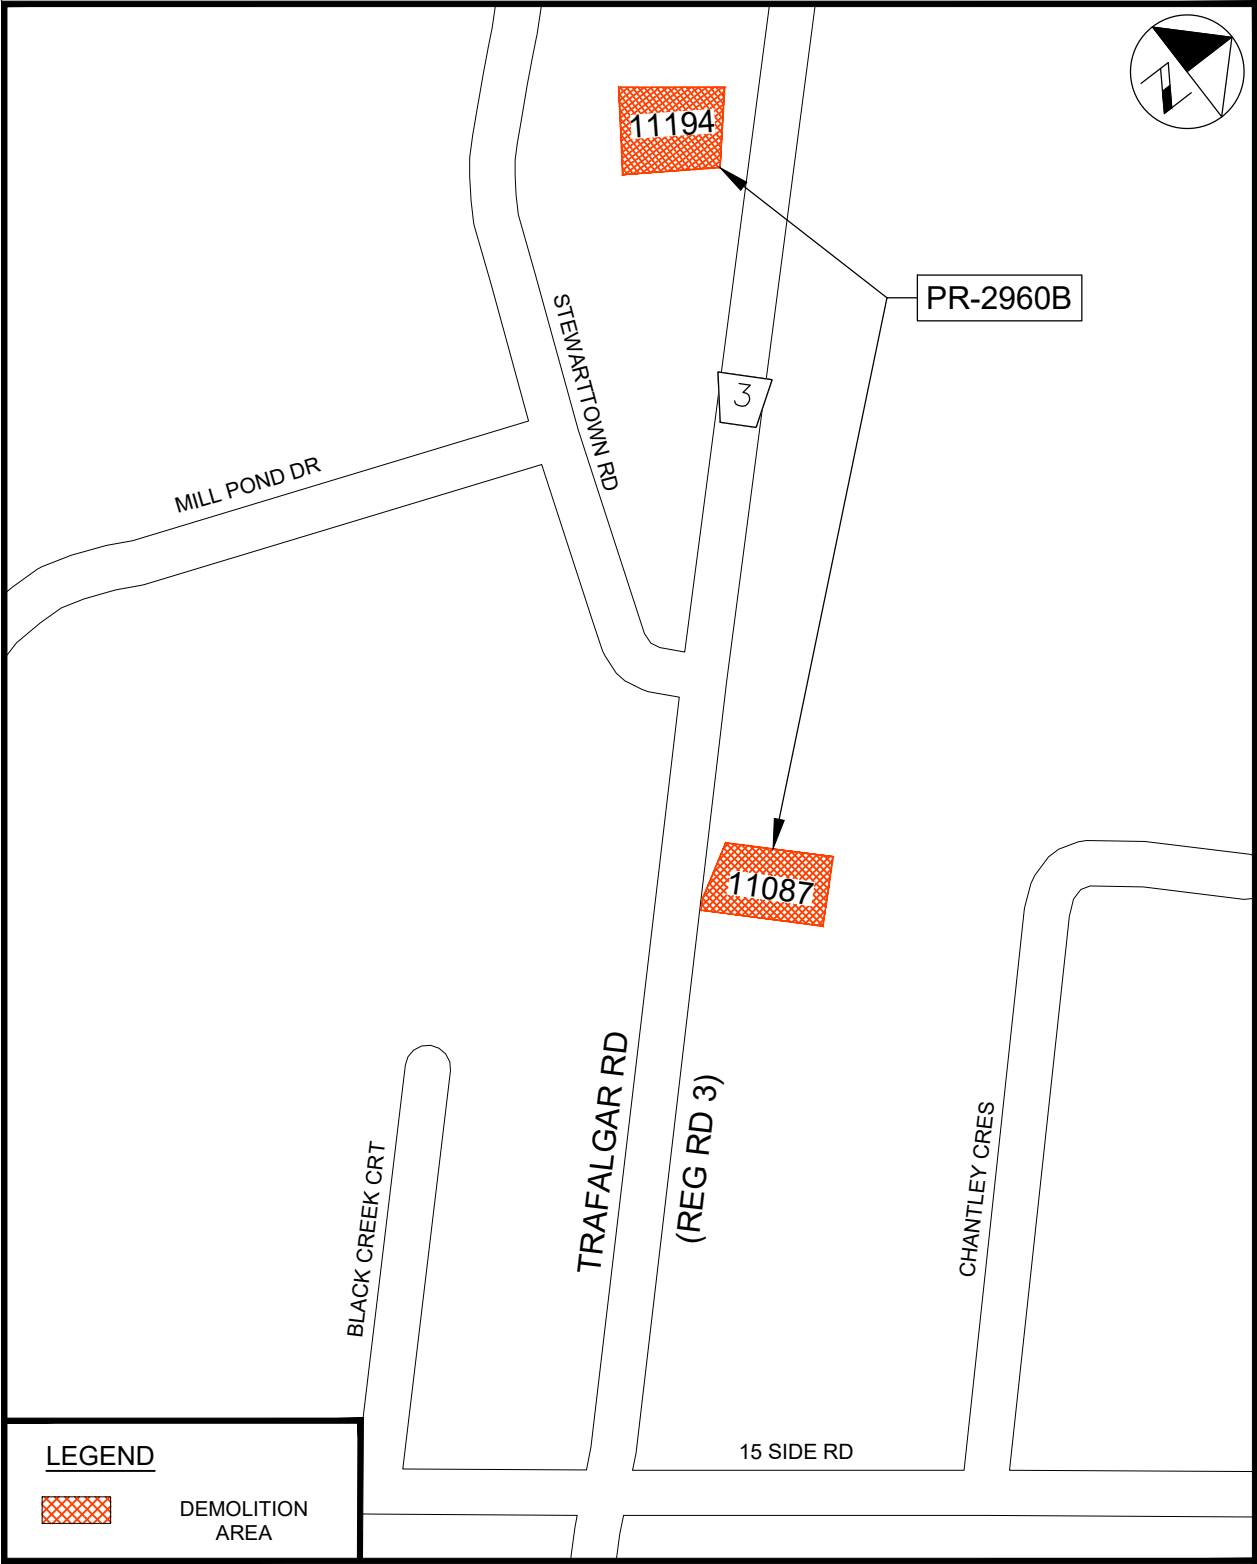 N
11194
PR-2960B
STEWARTTOWN RD
3
MILL POND DR
11087
TRAFALGAR RD
(REG RD 3)
BLACK CREEK CRT
CHANTLEY CRES
15 SIDE RD
LEGEND
DEMOLITION
AREA